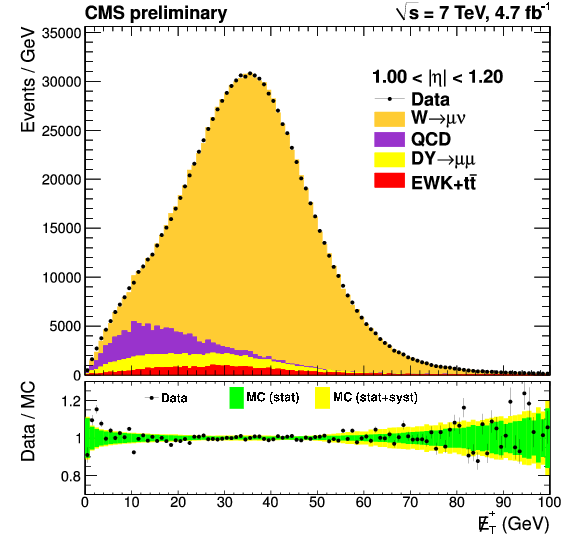 CMS preliminary
√s = 7 TeV, 4.7 fb⁻¹
Events / GeV
35000
30000
25000
20000
15000
10000
5000
0
1.00 < |η| < 1.20
Data
W→μν
QCD
DY→μμ
EWK+tt̄
Data / MC
1.2
1
0.8
Data
MC (stat)
MC (stat+syst)
0 10 20 30 40 50 60 70 80 90 100
E̸⁺_T (GeV)